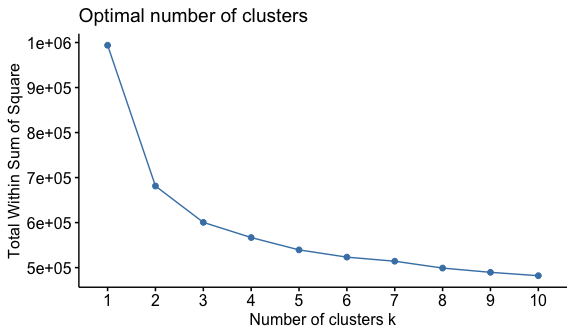 Optimal number of clusters
Total Within Sum of Square
1e+06
9e+05
8e+05
7e+05
6e+05
5e+05
1 2 3 4 5 6 7 8 9 10
Number of clusters k